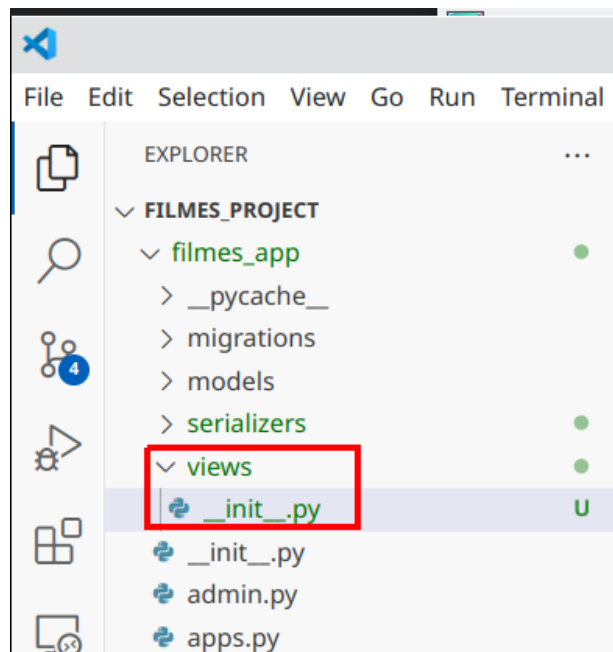 File Edit Selection View Go Run Terminal
EXPLORER ...
FILMES_PROJECT
filmes_app
__pycache__
migrations
models
4
serializers
views
__init__.py U
__init__.py
admin.py
apps.py